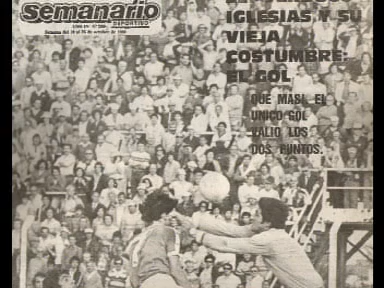 semanario
DEPORTIVO
IGLESIAS Y SU
VIEJA
COSTUMBRE:
EL GOL
QUE MAS! EL
UNICO GOL
VALIO LOS
DOS PUNTOS.